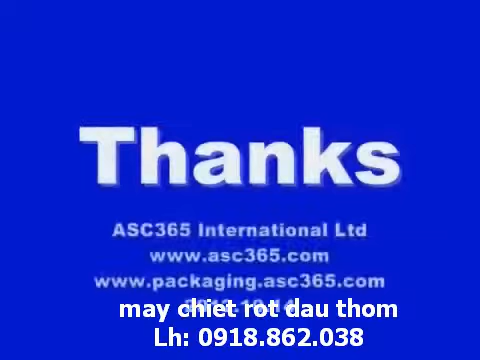 Thanks
ASC365 International Ltd
www.asc365.com
www.packaging.asc365.com
may chiet rot dau thom
Lh: 0918.862.038